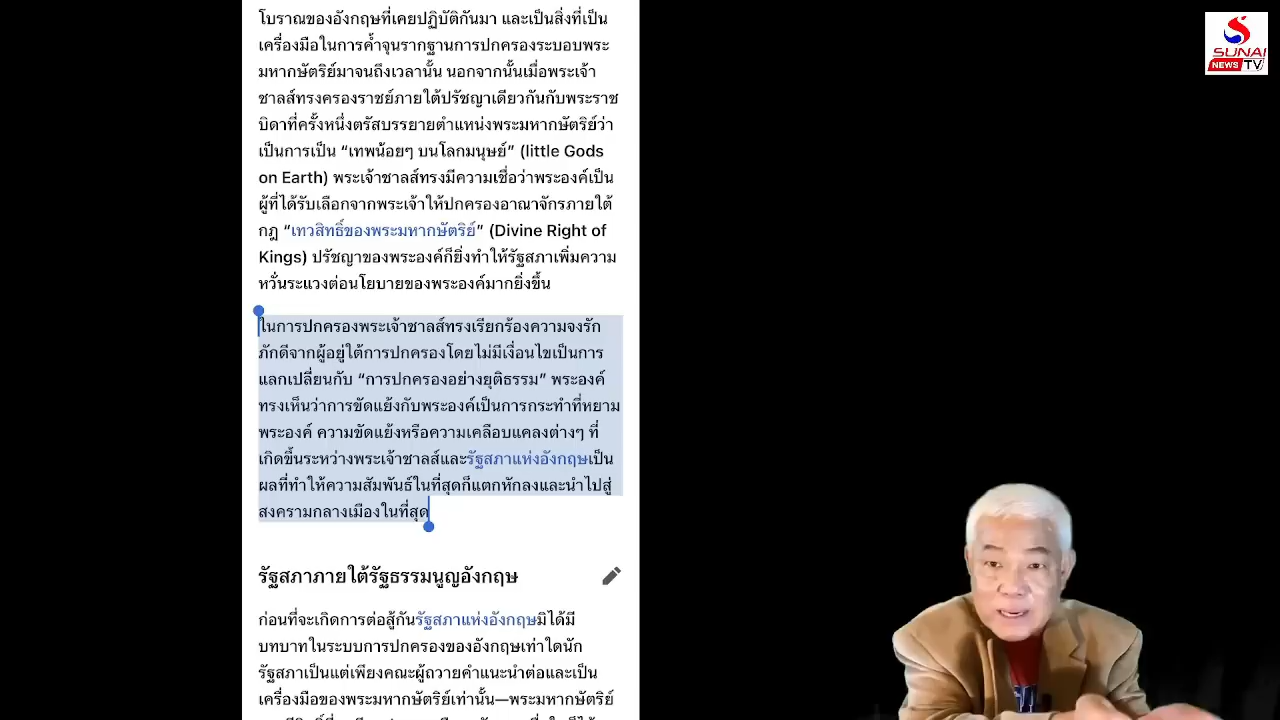 โบราณของอังกฤษที่เคยปฏิบัติกันมา และเป็นสิ่งที่เป็น
เครื่องมือในการค้ำจุนรากฐานการปกครองระบอบพระ
มหากษัตริย์มาจนถึงเวลานั้น นอกจากนั้นเมื่อพระเจ้า
ชาลส์ทรงครองราชย์ภายใต้ปรัชญาเดียวกันกับพระราช
บิดาที่ครั้งหนึ่งตรัสบรรยายตำแหน่งพระมหากษัตริย์ว่า
เป็นการเป็น “เทพน้อยๆ บนโลกมนุษย์” (little Gods
on Earth) พระเจ้าชาลส์ทรงมีความเชื่อว่าพระองค์เป็น
ผู้ที่ได้รับเลือกจากพระเจ้าให้ปกครองอาณาจักรภายใต้
กฎ “เทวสิทธิ์ของพระมหากษัตริย์” (Divine Right of
Kings) ปรัชญาของพระองค์ก็ยิ่งทำให้รัฐสภาเพิ่มความ
หวั่นระแวงต่อนโยบายของพระองค์มากยิ่งขึ้น
ในการปกครองพระเจ้าชาลส์ทรงเรียกร้องความจงรัก
ภักดีจากผู้อยู่ใต้การปกครองโดยไม่มีเงื่อนไขเป็นการ
แลกเปลี่ยนกับ “การปกครองอย่างยุติธรรม” พระองค์
ทรงเห็นว่าการขัดแย้งกับพระองค์เป็นการกระทำที่หยาม
พระองค์ ความขัดแย้งหรือความเคลือบแคลงต่างๆ ที่
เกิดขึ้นระหว่างพระเจ้าชาลส์และรัฐสภาแห่งอังกฤษเป็น
ผลที่ทำให้ความสัมพันธ์ในที่สุดก็แตกหักลงและนำไปสู่
สงครามกลางเมืองในที่สุด
รัฐสภาภายใต้รัฐธรรมนูญอังกฤษ
ก่อนที่จะเกิดการต่อสู้กันรัฐสภาแห่งอังกฤษมิได้มี
บทบาทในระบบการปกครองของอังกฤษเท่าใดนัก
รัฐสภาเป็นแต่เพียงคณะผู้ถวายคำแนะนำต่อและเป็น
เครื่องมือของพระมหากษัตริย์เท่านั้น—พระมหากษัตริย์
SUNAI
NEWS TV